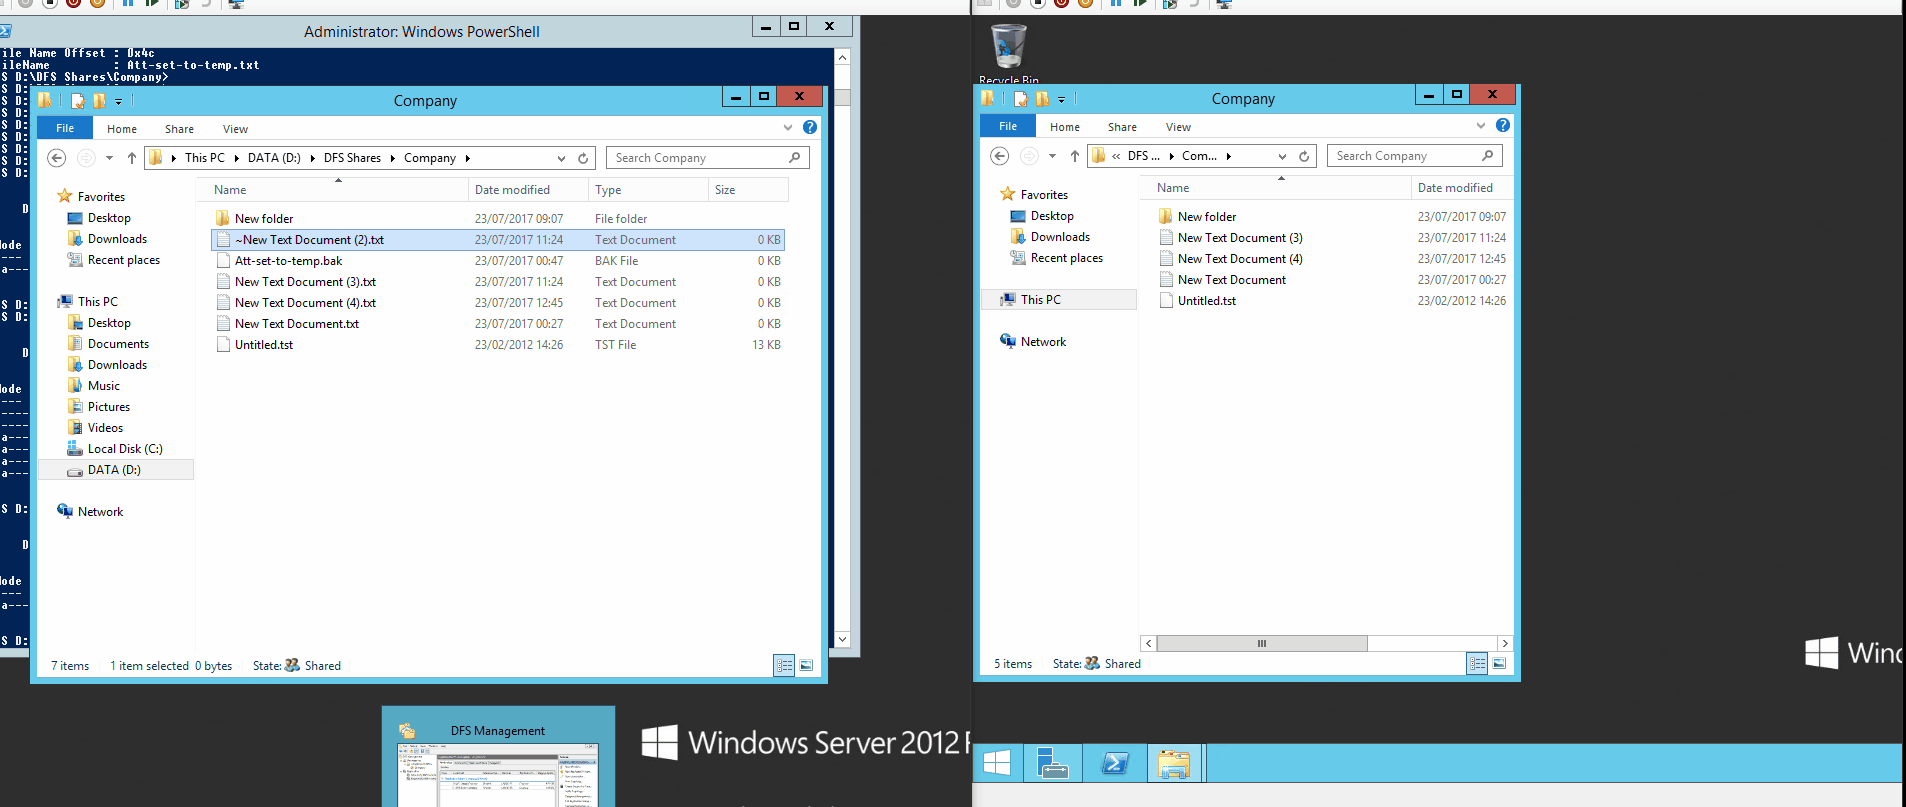 Administrator: Windows PowerShell
ile Name Offset : 0x4c
ileName : Att-set-to-temp.txt
S D:\DFS Shares\Company>
S D:
S D:
S D:
S D:
S D:
S D:
S D:
S D:
D
lode
---
a----
S D:
S D:
D
lode
---
-----
-----
a----
a----
a----
a----
S D:
D
lode
---
a----
S D:
Company
File Home Share View
This PC DATA (D:) DFS Shares Company
Search Company
Favorites
Desktop
Downloads
Recent places
This PC
Desktop
Documents
Downloads
Music
Pictures
Videos
Local Disk (C:)
DATA (D:)
Network
Name Date modified Type Size
New folder 23/07/2017 09:07 File folder
~New Text Document (2).txt 23/07/2017 11:24 Text Document 0 KB
Att-set-to-temp.bak 23/07/2017 00:47 BAK File 0 KB
New Text Document (3).txt 23/07/2017 11:24 Text Document 0 KB
New Text Document (4).txt 23/07/2017 12:45 Text Document 0 KB
New Text Document.txt 23/07/2017 00:27 Text Document 0 KB
Untitled.tst 23/02/2012 14:26 TST File 13 KB
7 items 1 item selected 0 bytes State: Shared
DFS Management
Windows Server 2012 R
Recycle Bin
Company
File Home Share View
« DFS ... Com...
Search Company
Favorites
Desktop
Downloads
Recent places
This PC
Network
Name Date modified
New folder 23/07/2017 09:07
New Text Document (3) 23/07/2017 11:24
New Text Document (4) 23/07/2017 12:45
New Text Document 23/07/2017 00:27
Untitled.tst 23/02/2012 14:26
5 items State: Shared
Winc